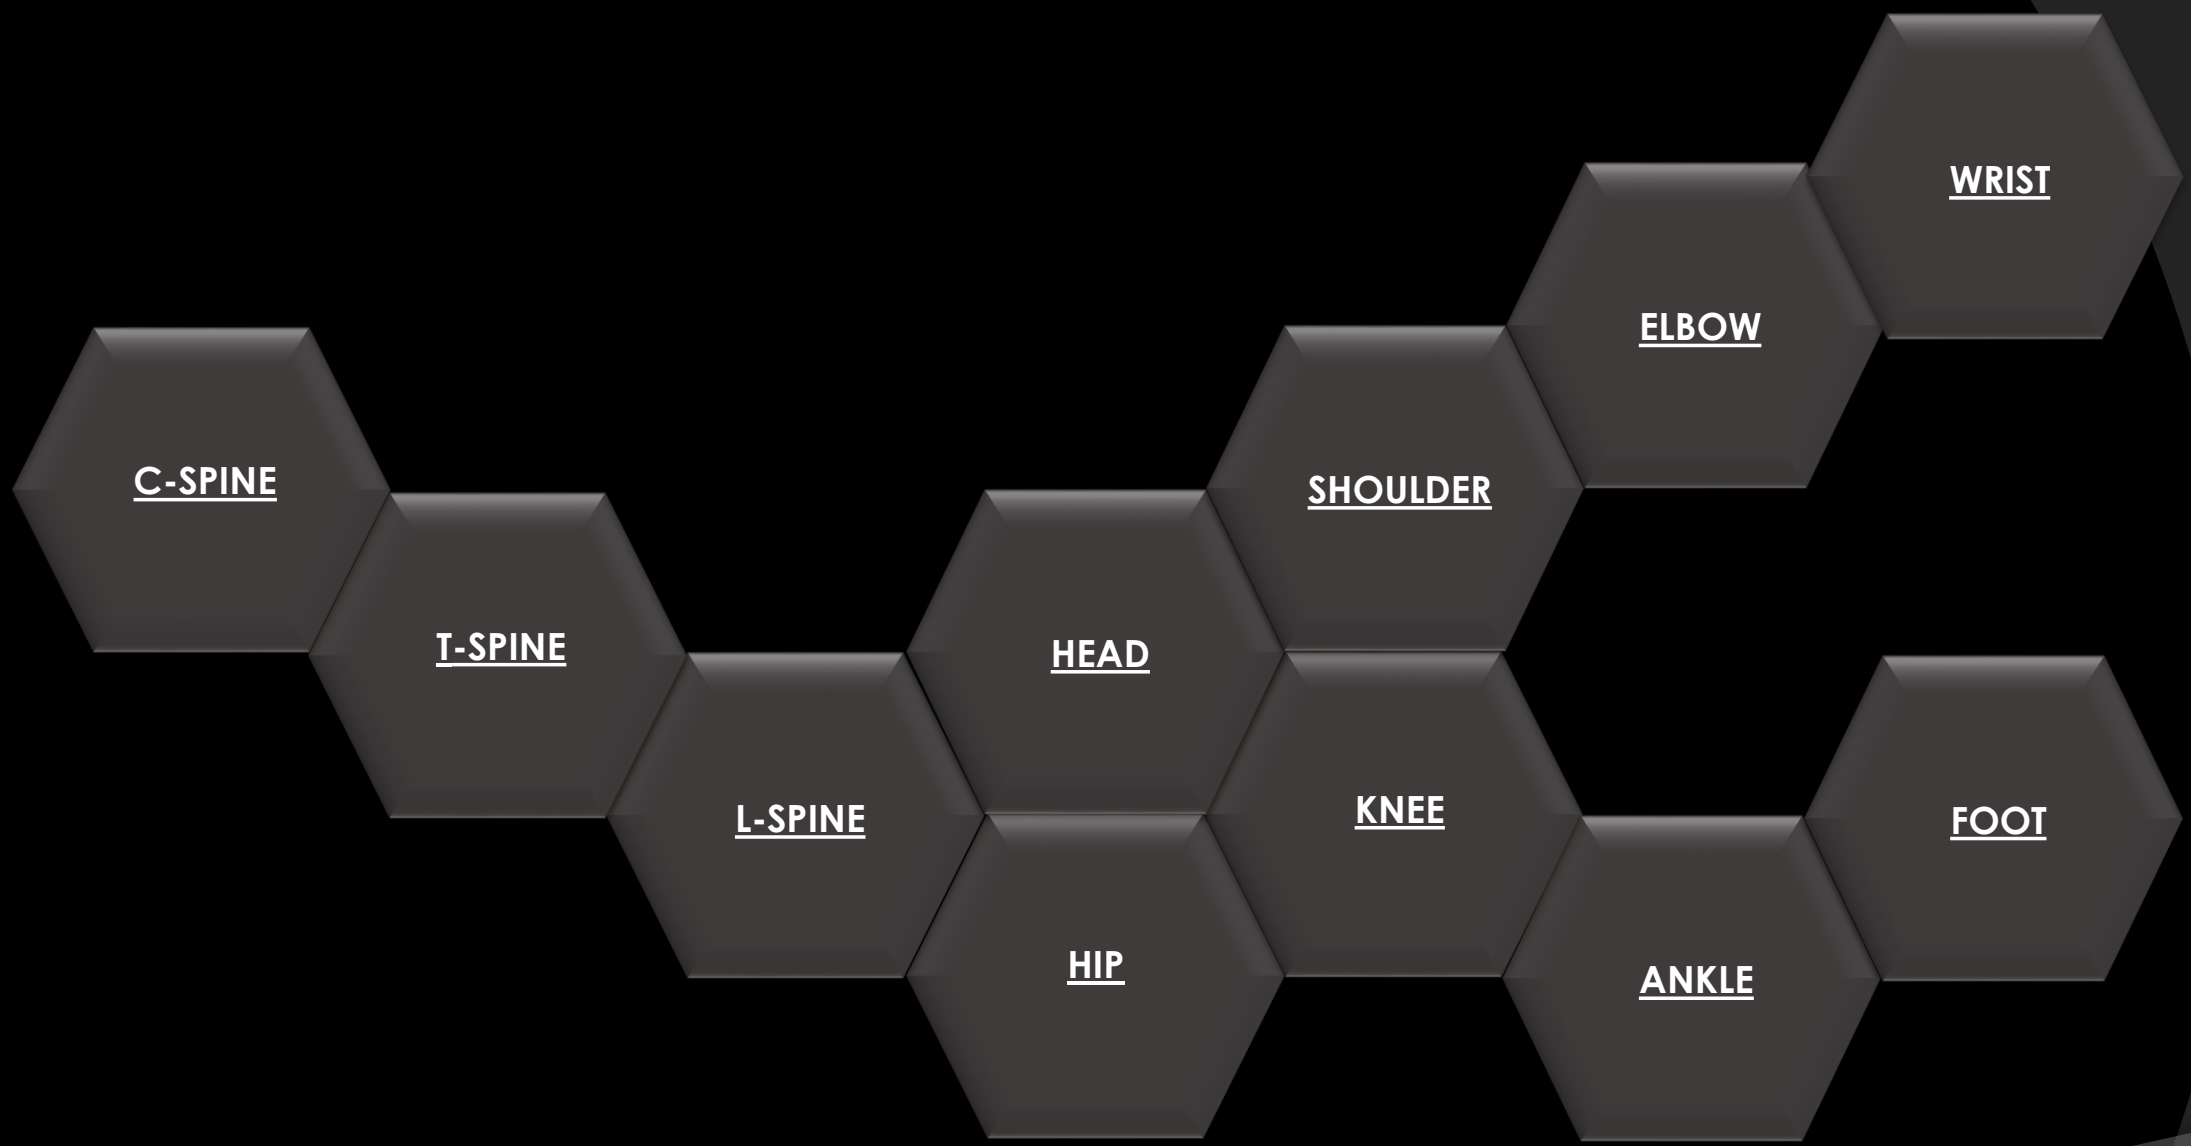 WRIST
ELBOW
C-SPINE
SHOULDER
T-SPINE
HEAD
L-SPINE
KNEE
FOOT
HIP
ANKLE